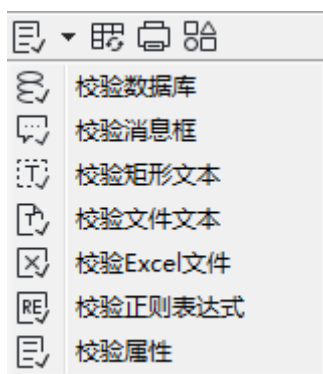 校验数据库
校验消息框
T 校验矩形文本
校验文件文本
校验Excel文件
RE 校验正则表达式
校验属性